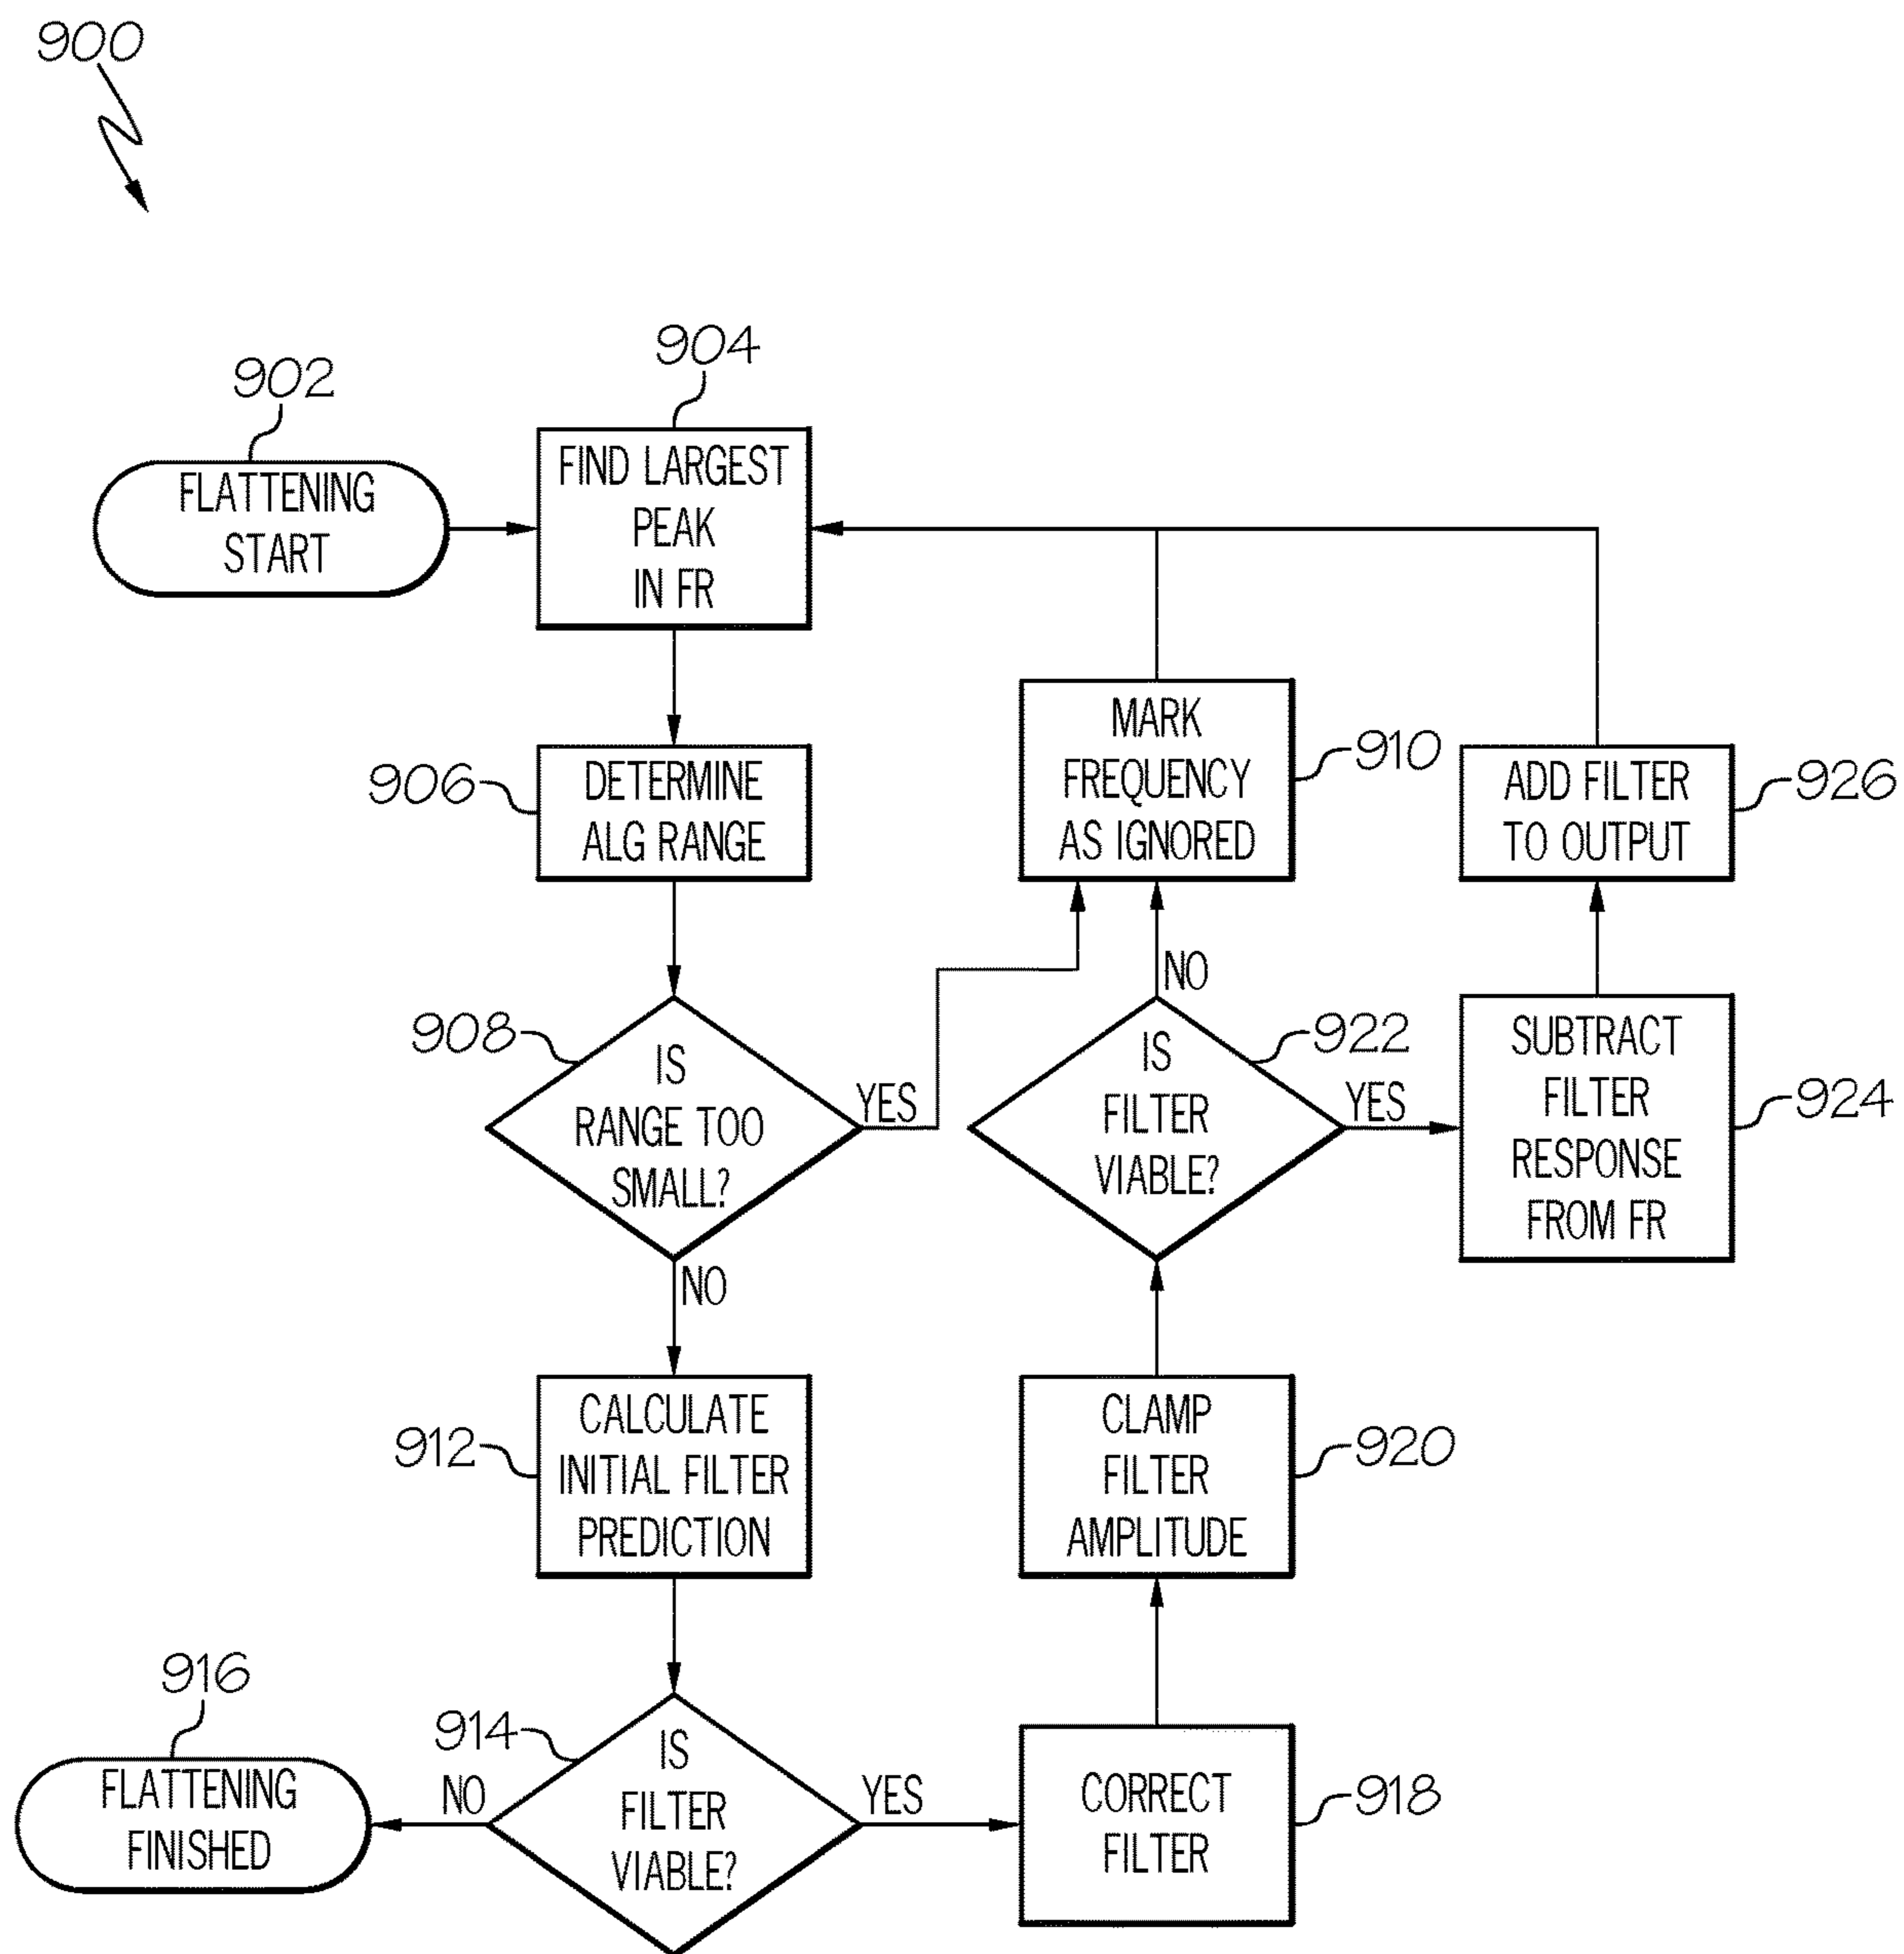 900
902
FLATTENING
START
904
FIND LARGEST
PEAK
IN FR
906
DETERMINE
ALG RANGE
908
IS
RANGE TOO
SMALL?
YES
NO
MARK
FREQUENCY
AS IGNORED
910
912
CALCULATE
INITIAL FILTER
PREDICTION
914
IS
FILTER
VIABLE?
NO
YES
916
FLATTENING
FINISHED
CORRECT
FILTER
918
CLAMP
FILTER
AMPLITUDE
920
IS
FILTER
VIABLE?
922
NO
YES
SUBTRACT
FILTER
RESPONSE
FROM FR
924
ADD FILTER
TO OUTPUT
926